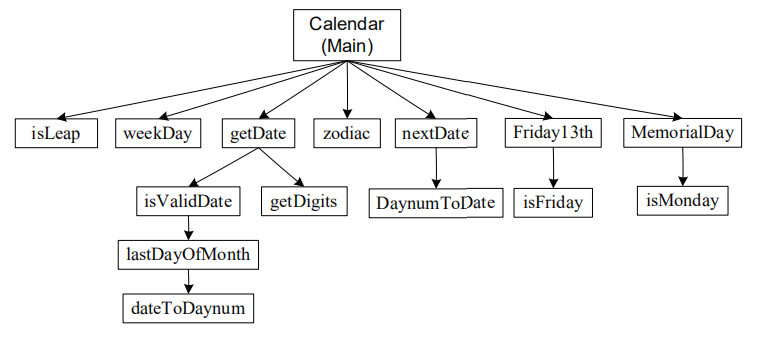 Calendar
(Main)
isLeap
weekDay
getDate
zodiac
nextDate
Friday13th
MemorialDay
isValidDate
getDigits
DaynumToDate
isFriday
isMonday
lastDayOfMonth
dateToDaynum